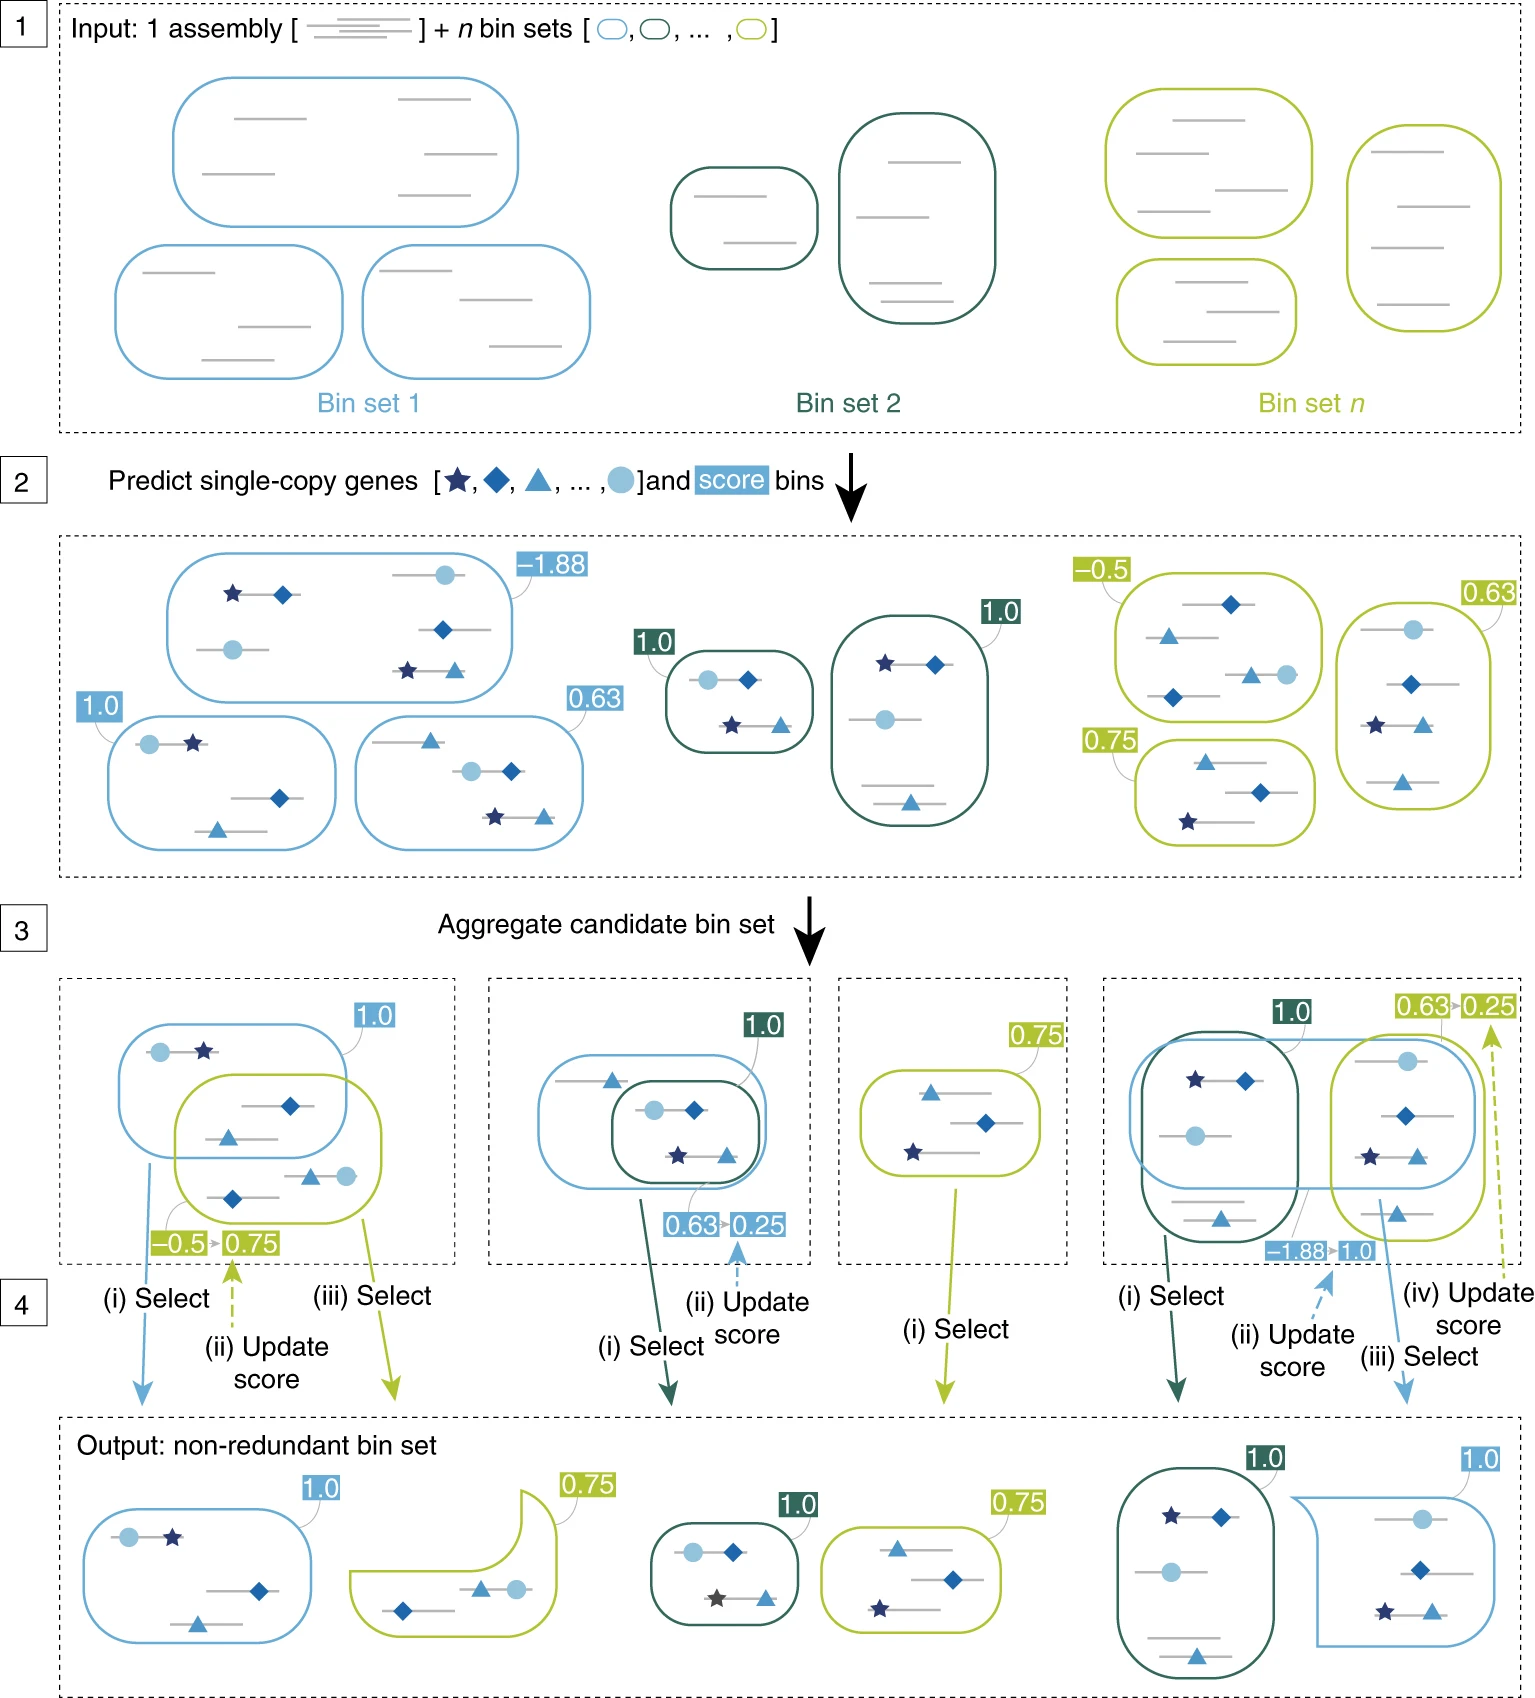 1
Input: 1 assembly [ ] + n bin sets [ , , ... , ]
Bin set 1
Bin set 2
Bin set n
2
Predict single-copy genes [ , , , ... , ]and score bins
–1.88
–0.5
0.63
1.0
1.0
1.0
0.63
0.75
3
Aggregate candidate bin set
1.0
1.0
0.75
1.0
0.63 0.25
–0.5 0.75
0.63 0.25
–1.88 1.0
4
(i) Select
(iii) Select
(ii) Update
score
(ii) Update
score
(i) Select
(i) Select
(i) Select
(ii) Update
score
(iv) Update
score
(iii) Select
Output: non-redundant bin set
1.0
0.75
1.0
0.75
1.0
1.0